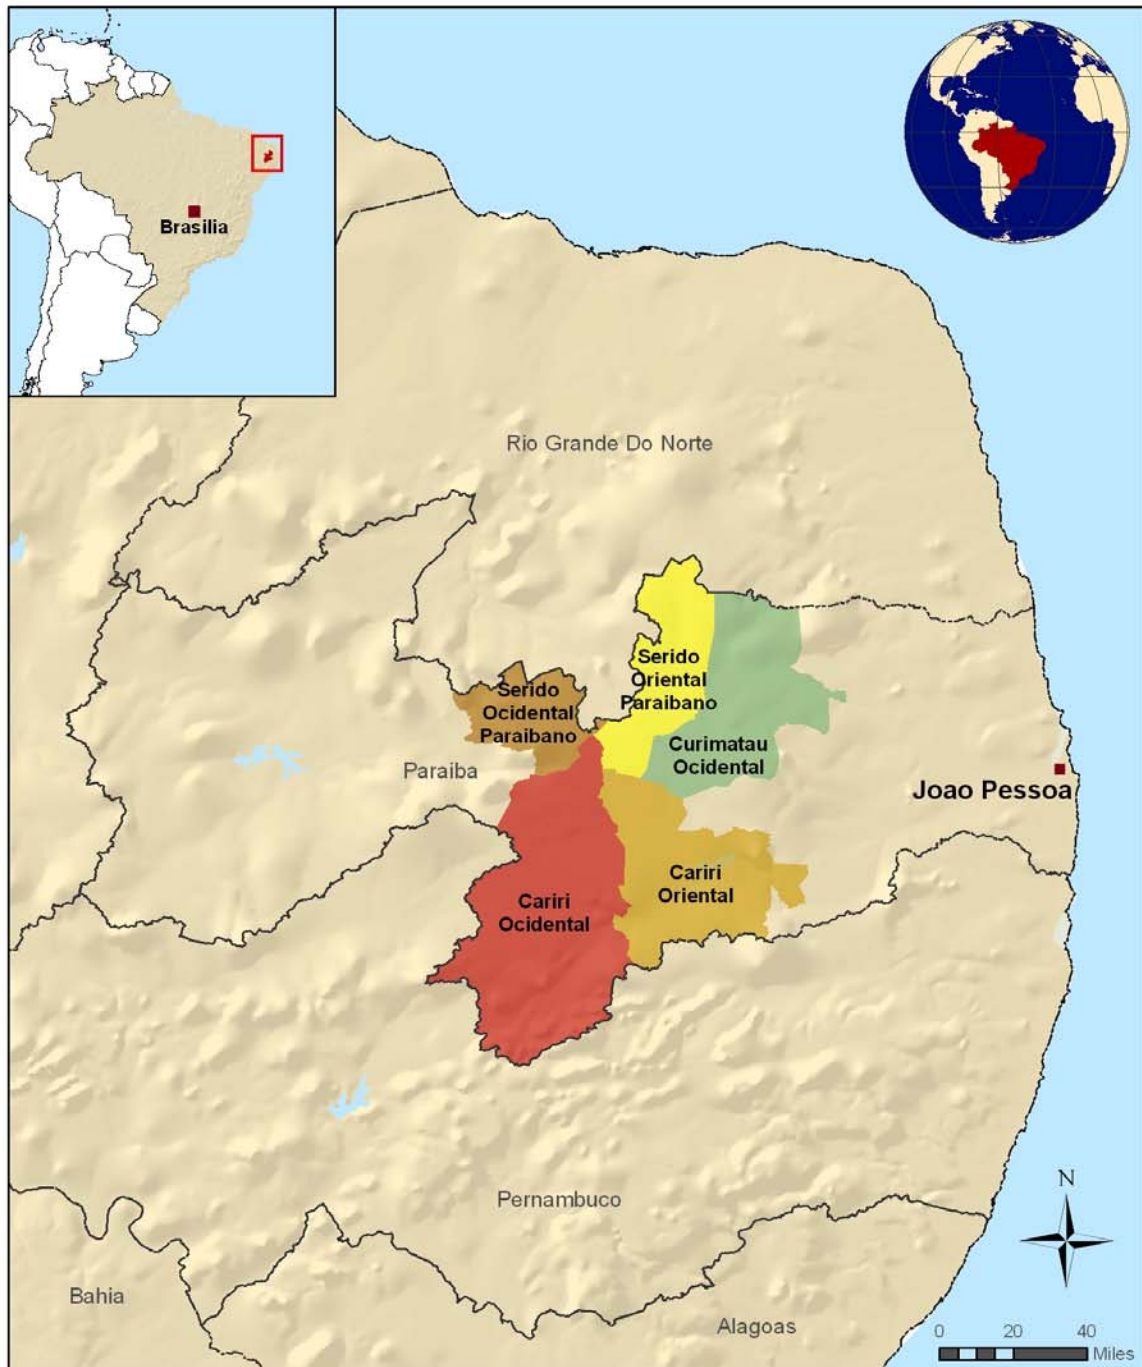 Brasilia
Rio Grande Do Norte
Serido
Oriental
Paraibano
Serido
Ocidental
Paraibano
Curimatau
Ocidental
Paraiba
Joao Pessoa
Cariri
Oriental
Cariri
Ocidental
N
Pernambuco
Bahia
Alagoas
0 20 40
Miles